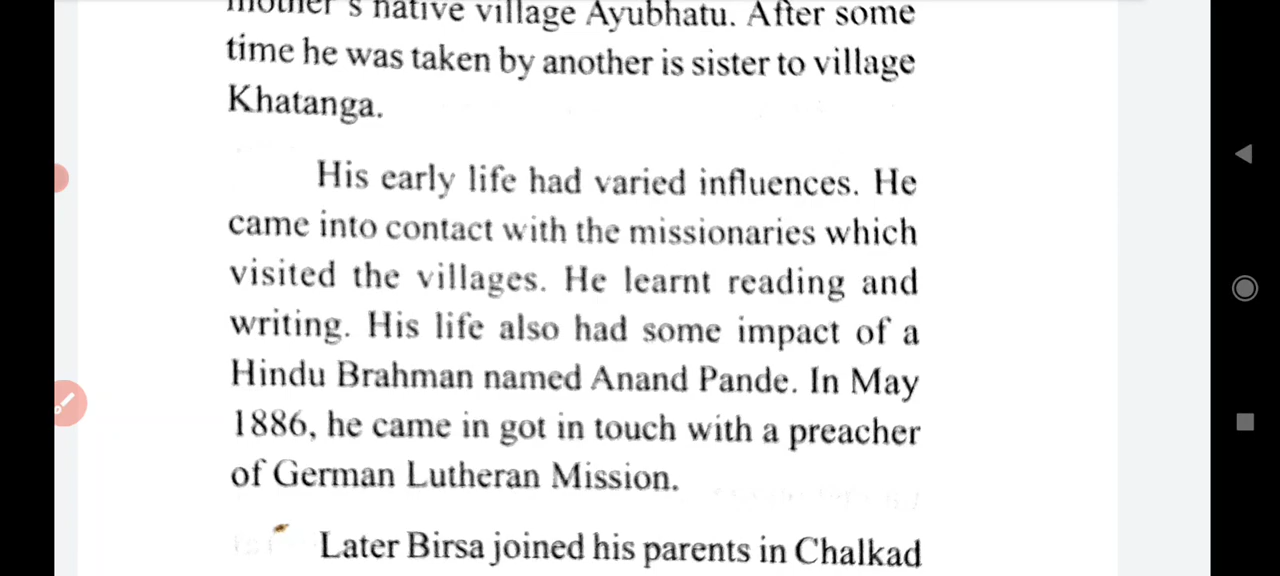 mother's native village Ayubhatu. After some
time he was taken by another is sister to village
Khatanga.
His early life had varied influences. He
came into contact with the missionaries which
visited the villages. He learnt reading and
writing. His life also had some impact of a
Hindu Brahman named Anand Pande. In May
1886, he came in got in touch with a preacher
of German Lutheran Mission.
Later Birsa joined his parents in Chalkad